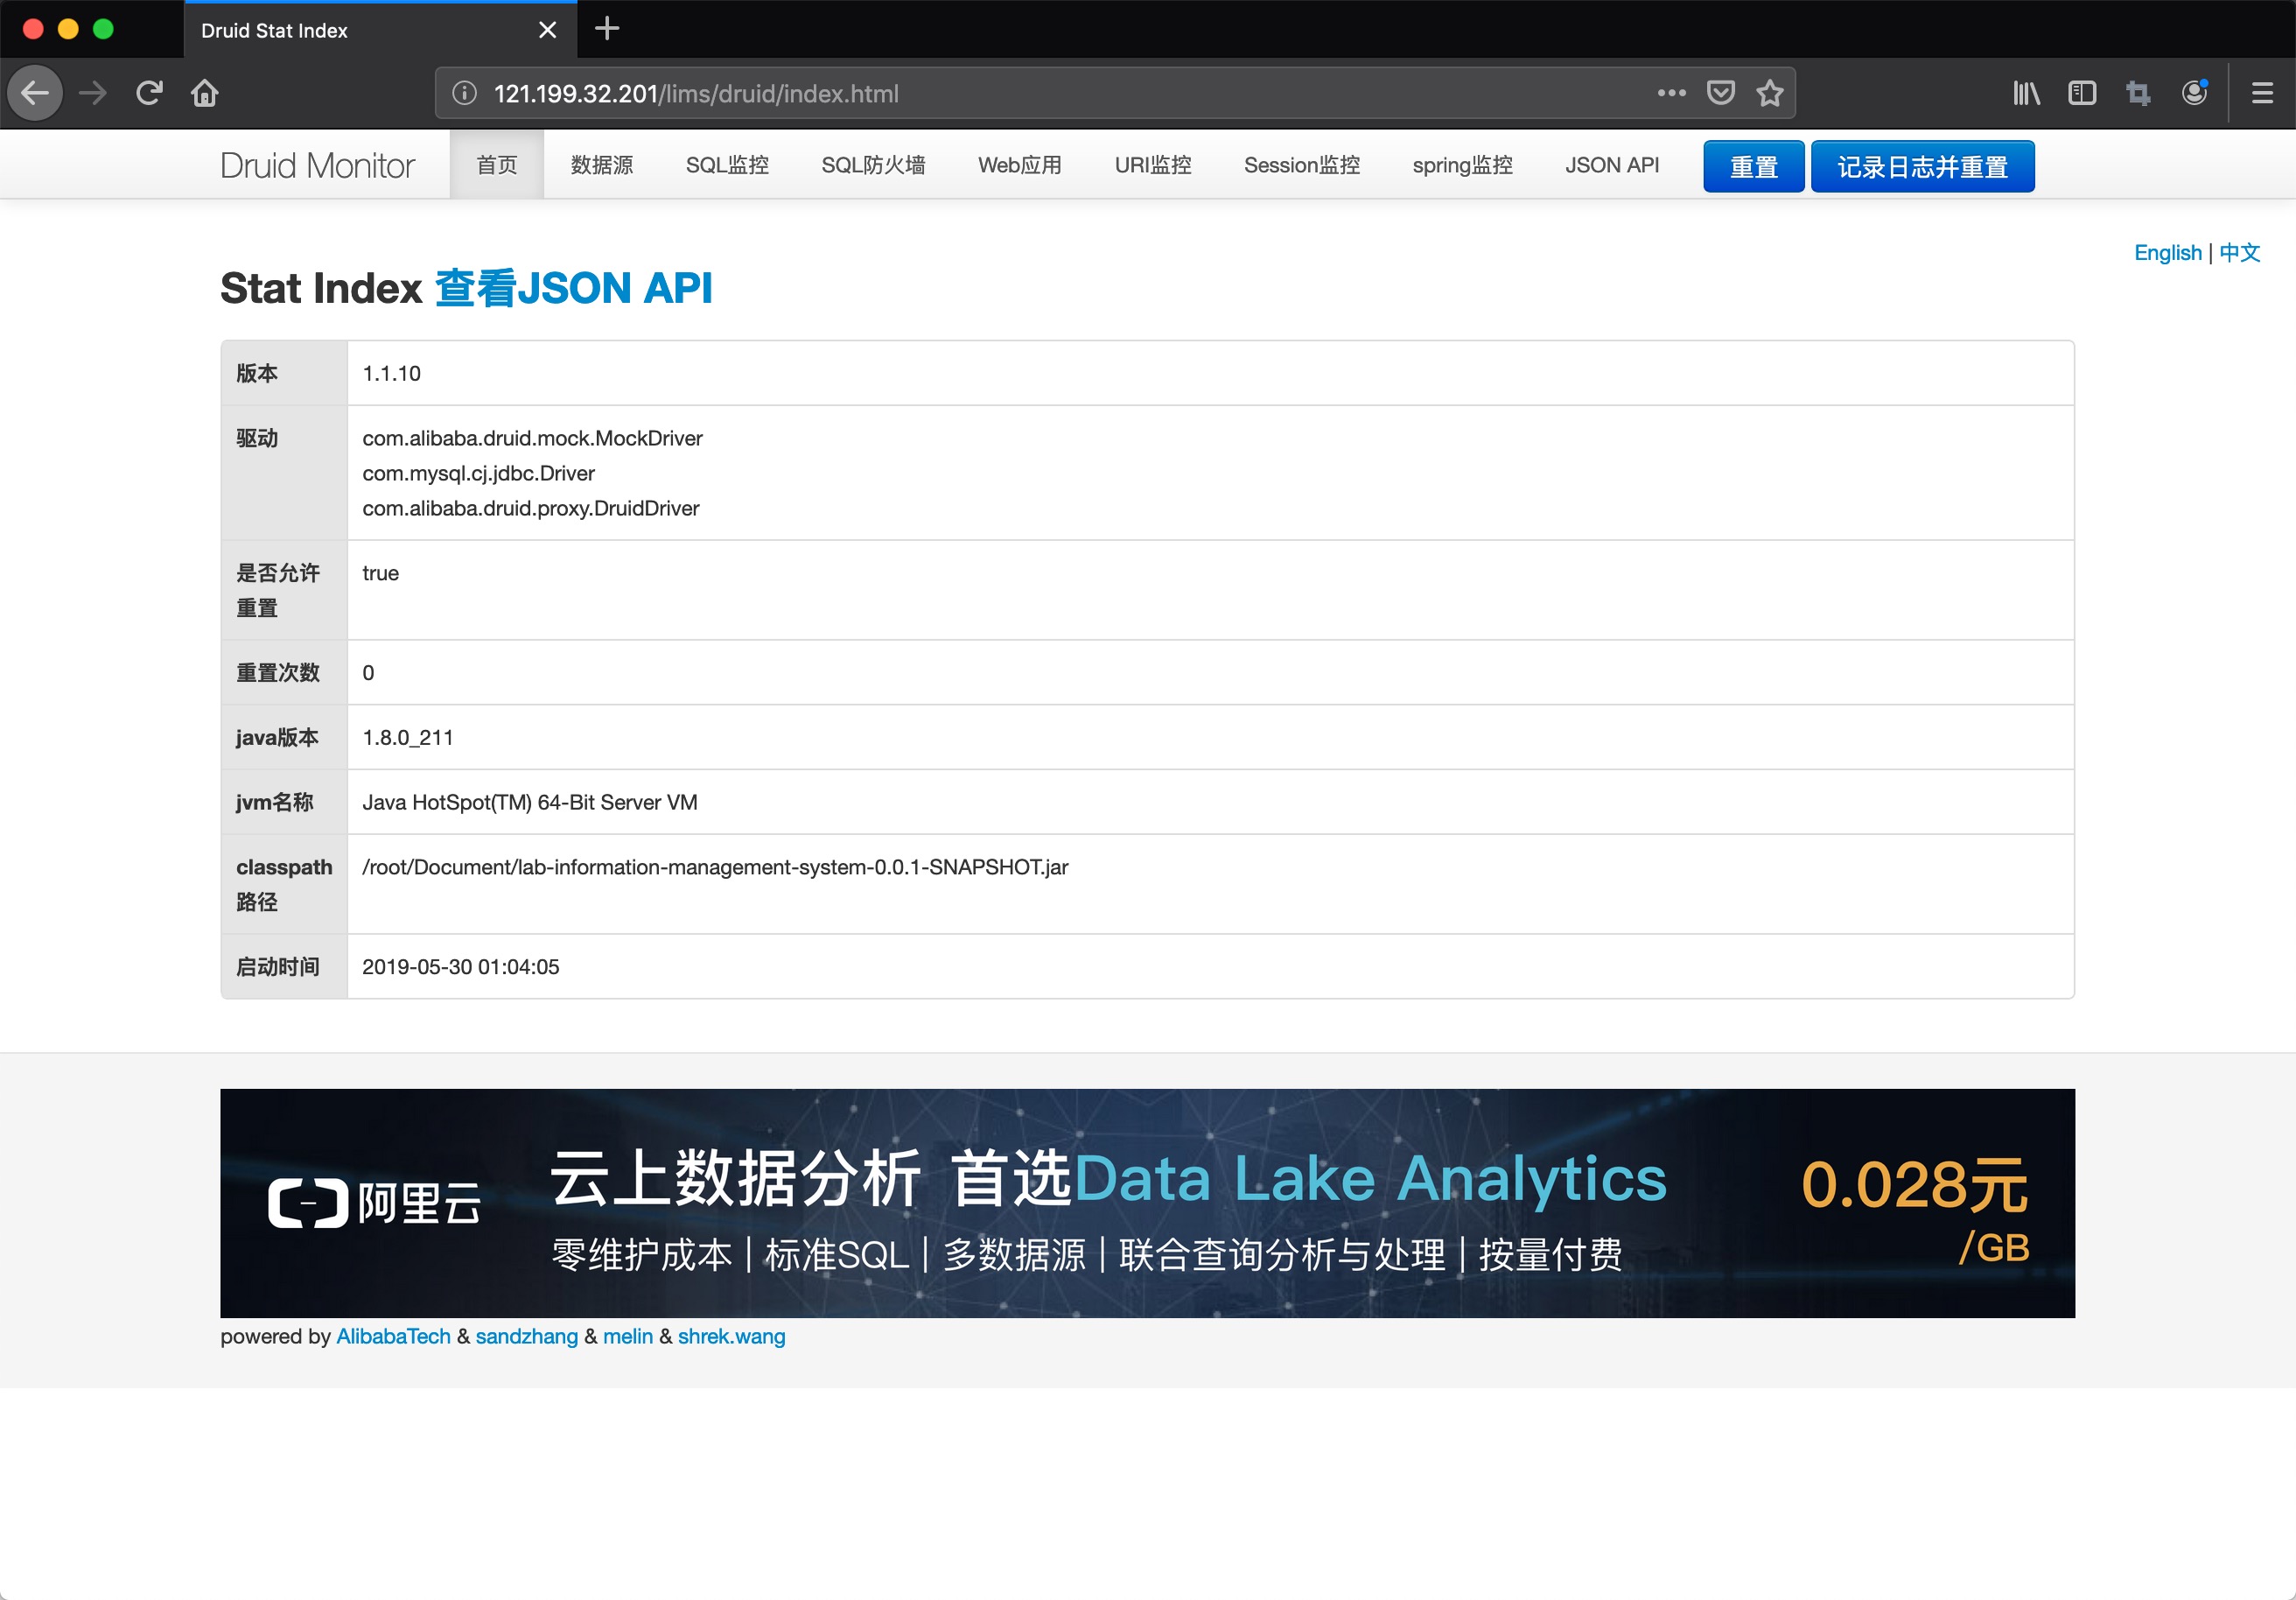 Druid Stat Index
121.199.32.201/lims/druid/index.html
Druid Monitor 首页 数据源 SQL监控 SQL防火墙 Web应用 URI监控 Session监控 spring监控 JSON API 重置 记录日志并重置
English | 中文
Stat Index 查看JSON API
版本 1.1.10
驱动 com.alibaba.druid.mock.MockDriver
com.mysql.cj.jdbc.Driver
com.alibaba.druid.proxy.DruidDriver
是否允许 true
重置
重置次数 0
java版本 1.8.0_211
jvm名称 Java HotSpot(TM) 64-Bit Server VM
classpath /root/Document/lab-information-management-system-0.0.1-SNAPSHOT.jar
路径
启动时间 2019-05-30 01:04:05
阿里云
云上数据分析 首选Data Lake Analytics
零维护成本 | 标准SQL | 多数据源 | 联合查询分析与处理 | 按量付费
0.028元
/GB
powered by AlibabaTech & sandzhang & melin & shrek.wang